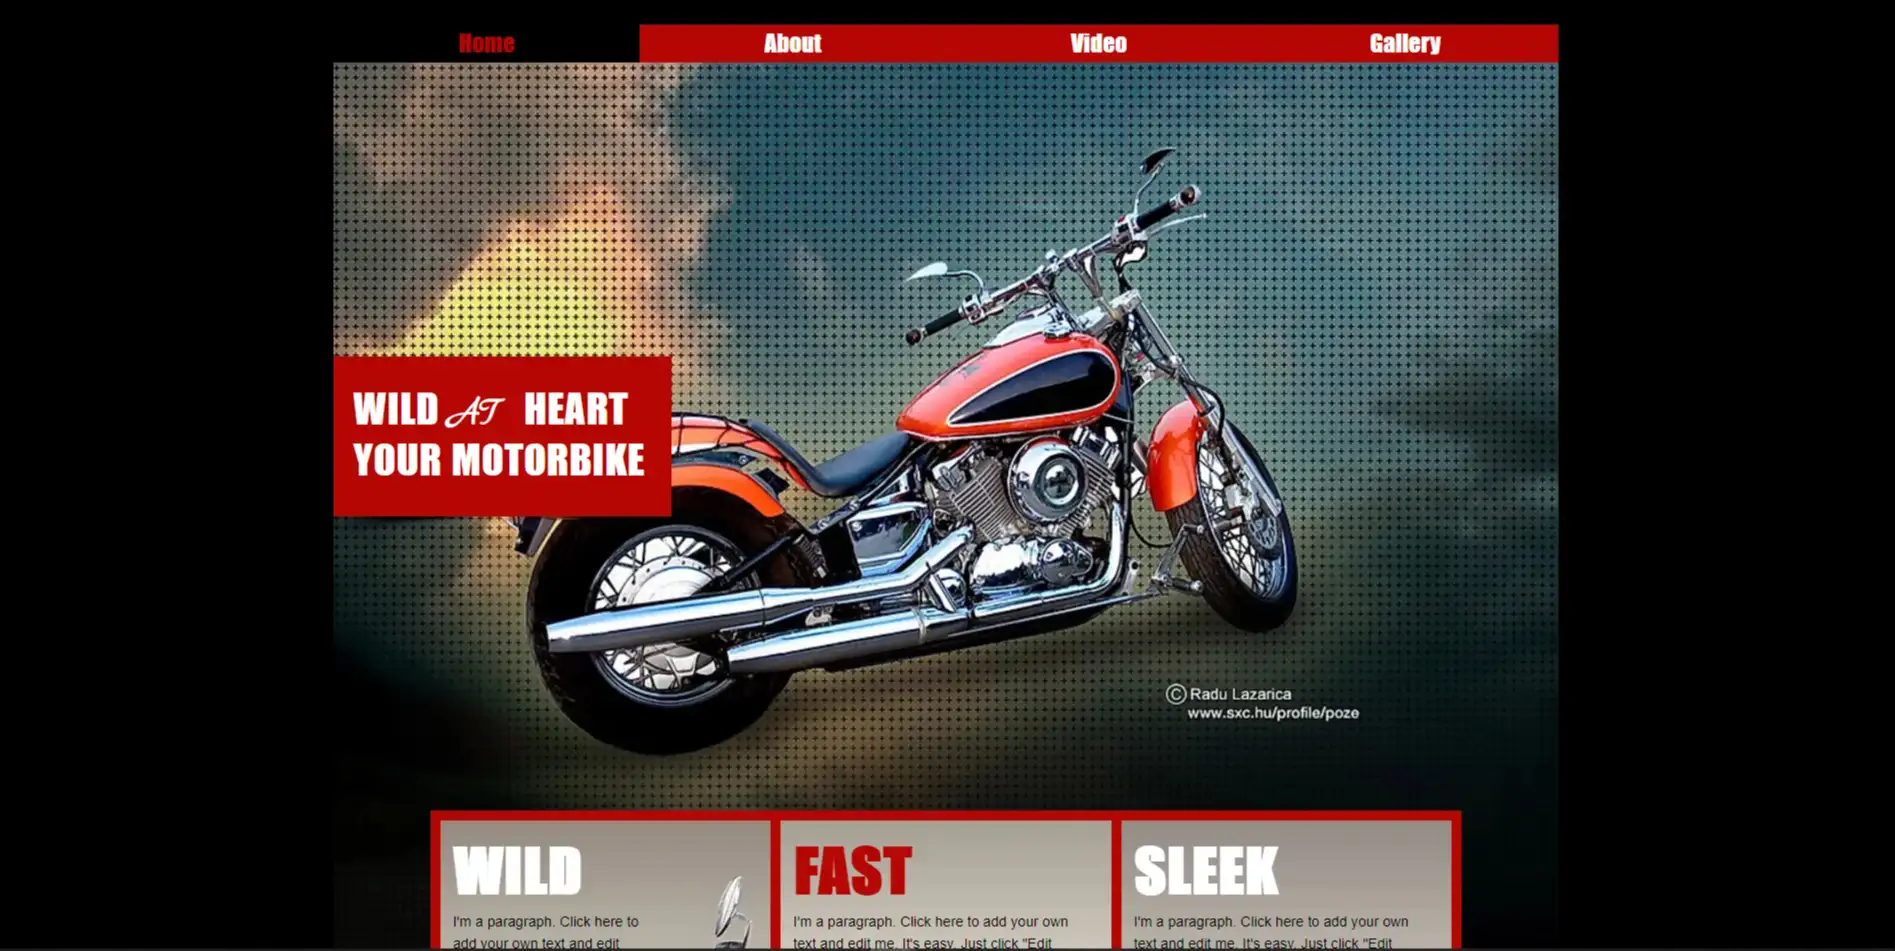 Home About Video Gallery
WILD AT HEART
YOUR MOTORBIKE
© Radu Lazarica
www.sxc.hu/profile/poze
WILD
I'm a paragraph. Click here to
add your own text and edit
FAST
I'm a paragraph. Click here to add your own
text and edit me. It's easy. Just click "Edit
SLEEK
I'm a paragraph. Click here to add your own
text and edit me. It's easy. Just click "Edit